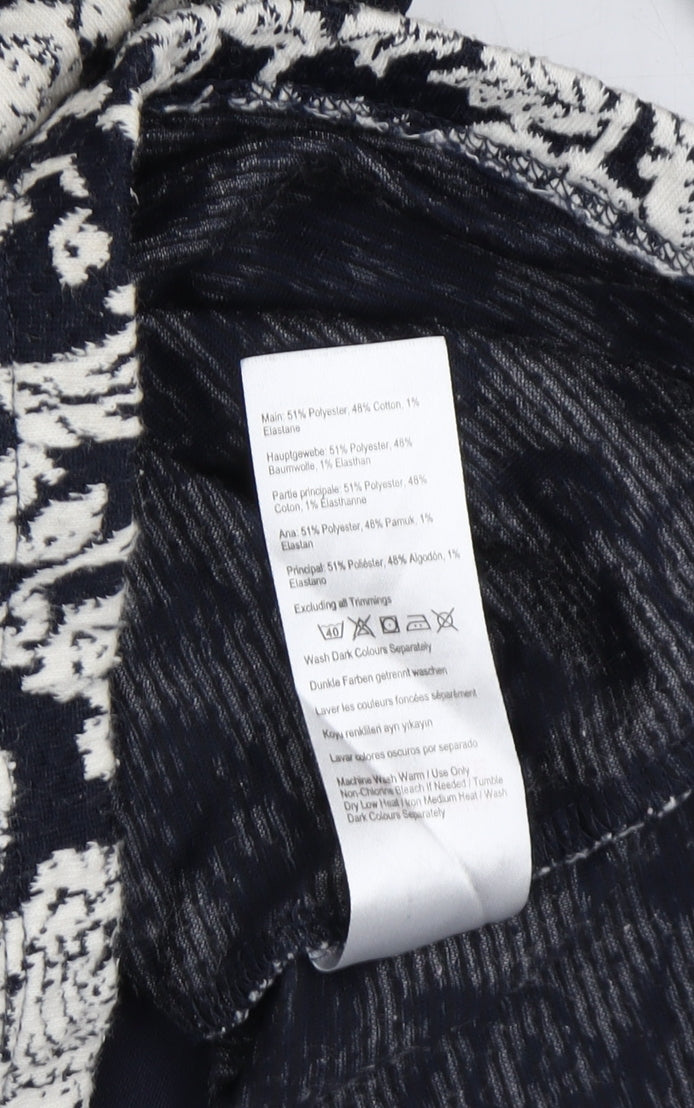 Main: 51% Polyester, 48% Cotton, 1%
Elastane
Hauptgewebe: 51% Polyester, 48%
Baumwolle, 1% Elasthan
Partie principale: 51% Polyester, 48%
Coton, 1% Élasthanne
Ana: 51% Polyester, 48% Pamuk, 1%
Elastan
Principal: 51% Poliéster, 48% Algodón, 1%
Elastano
Excluding all Trimmings
40
Wash Dark Colours Separately
Dunkle Farben getrennt waschen
Laver les couleurs foncées séparément
Koyu renklileri ayrı yıkayın
Lavar colores oscuros por separado
Machine Wash Warm / Use Only
Non-Chlorine Bleach If Needed / Tumble
Dry Low Heat / Iron Medium Heat / Wash
Dark Colours Separately